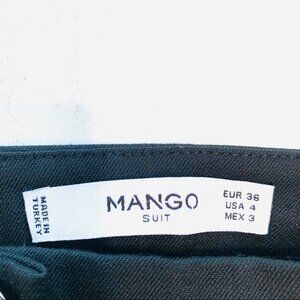 MADE IN
TURKEY
MANGO
SUIT
EUR 36
USA 4
MEX 3